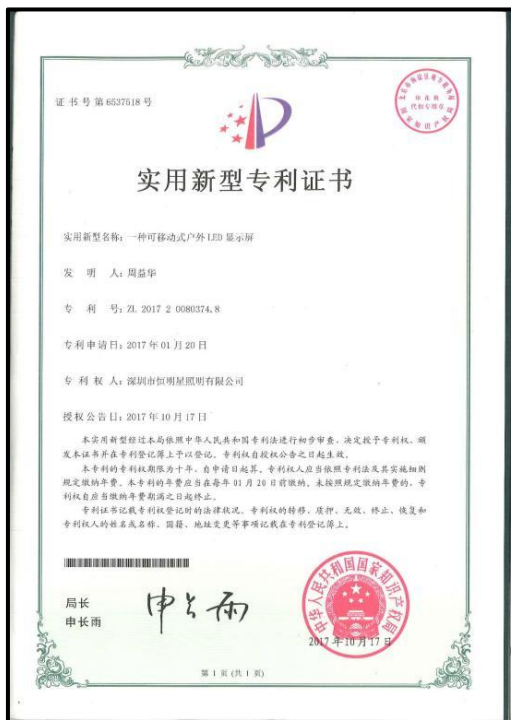 证书号第6537518号
实用新型专利证书
实用新型名称：一种可移动式户外LED显示屏
发明人：周益华
专利号：ZL 2017 2 0080374.8
专利申请日：2017年01月20日
专利权人：深圳市恒明星照明有限公司
授权公告日：2017年10月17日
本实用新型经过本局依照中华人民共和国专利法进行初步审查，决定授予专利权，颁
发本证书并在专利登记簿上予以登记。专利权自授权公告之日起生效。
本专利的专利权期限为十年，自申请日起算。专利权人应当依照专利法及其实施细则
规定缴纳年费。本专利的年费应当在每年01月20日前缴纳。未按照规定缴纳年费的，专
利权自应当缴纳年费期满之日起终止。
专利证书记载专利权登记时的法律状况。专利权的转移、质押、无效、终止、恢复和
专利权人的姓名或名称、国籍、地址变更等事项记载在专利登记簿上。
局长
申长雨
申长雨
中华人民共和国国家知识产权局
2017年10月17日
第1页(共1页)